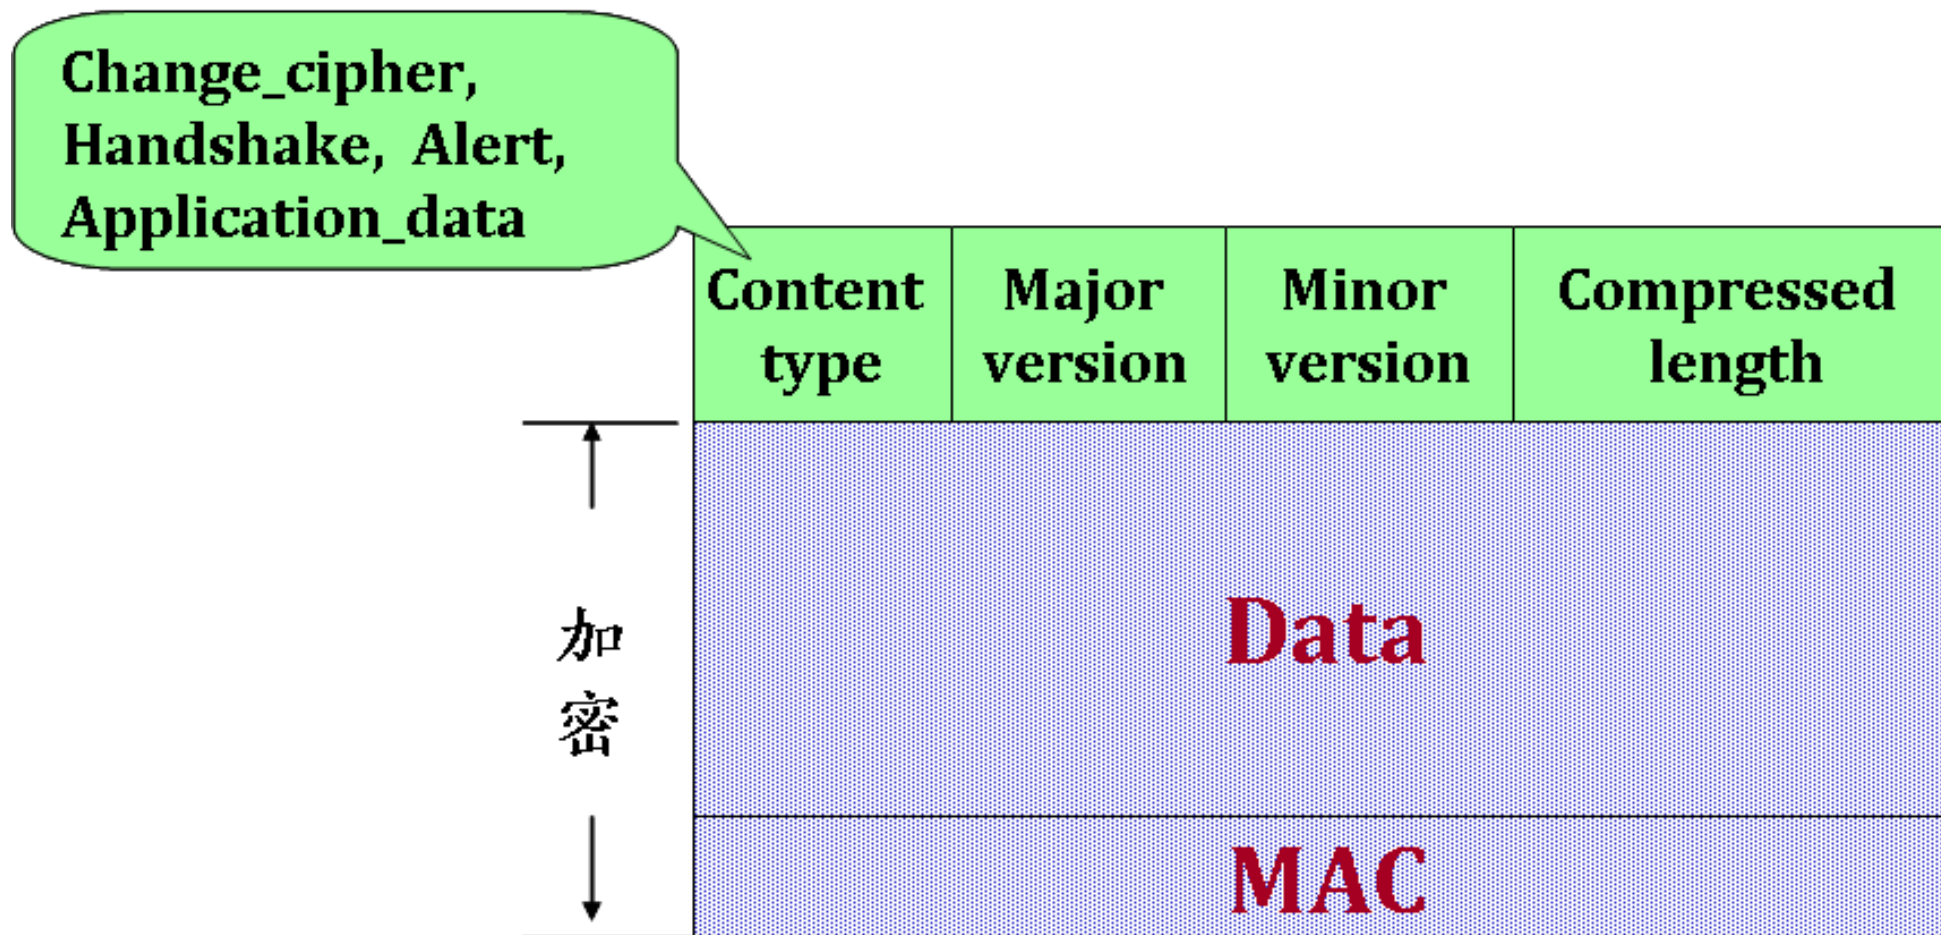 Change_cipher,
Handshake, Alert,
Application_data
Content type
Major version
Minor version
Compressed length
加密
Data
MAC